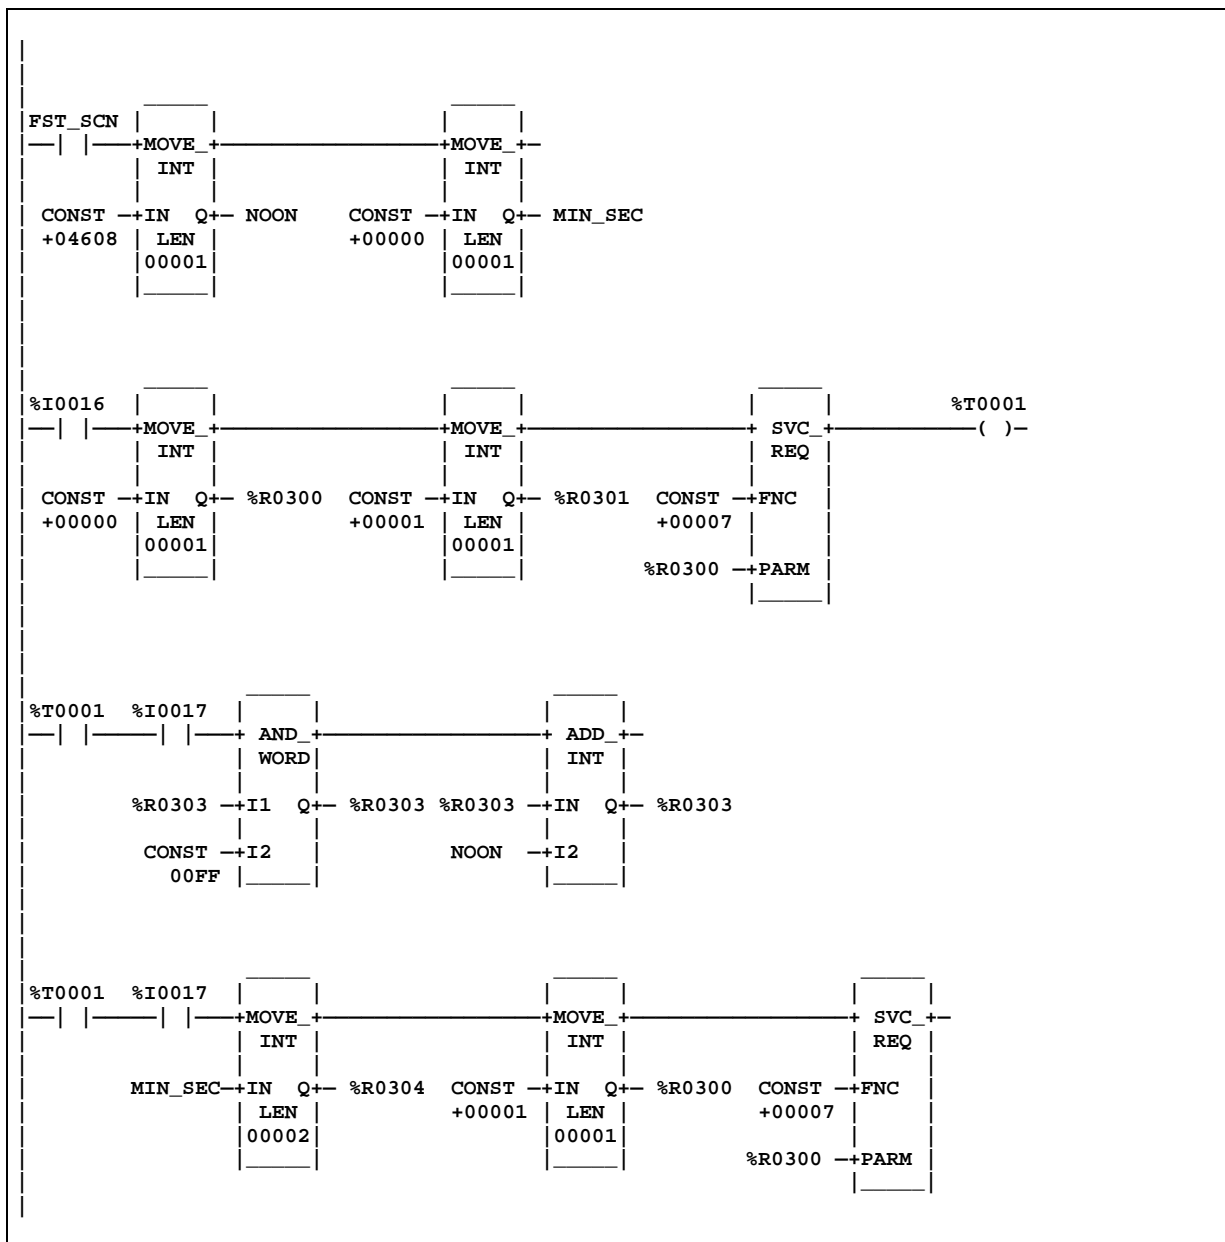 FST_SCN
MOVE_ MOVE_
INT INT
CONST IN Q NOON CONST IN Q MIN_SEC
+04608 LEN +00000 LEN
00001 00001
%I0016 %T0001
MOVE_ MOVE_ SVC_ ( )
INT INT REQ
CONST IN Q %R0300 CONST IN Q %R0301 CONST FNC
+00000 LEN +00001 LEN +00007
00001 00001
%R0300 PARM
%T0001 %I0017
AND_ ADD_
WORD INT
%R0303 I1 Q %R0303 %R0303 IN Q %R0303
CONST I2 NOON I2
00FF
%T0001 %I0017
MOVE_ MOVE_ SVC_
INT INT REQ
MIN_SEC IN Q %R0304 CONST IN Q %R0300 CONST FNC
LEN +00001 LEN +00007
00002 00001
%R0300 PARM